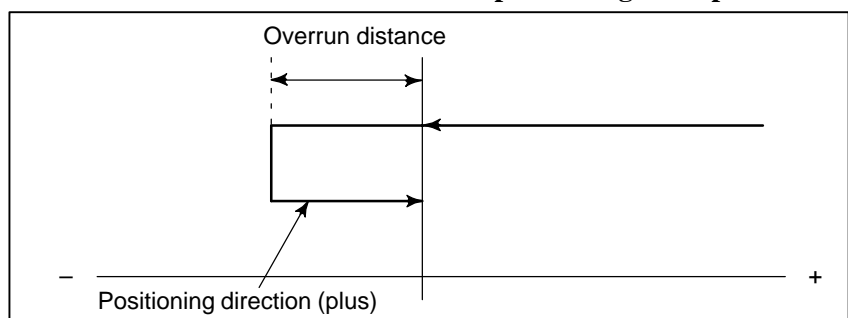 Overrun distance
– +
Positioning direction (plus)